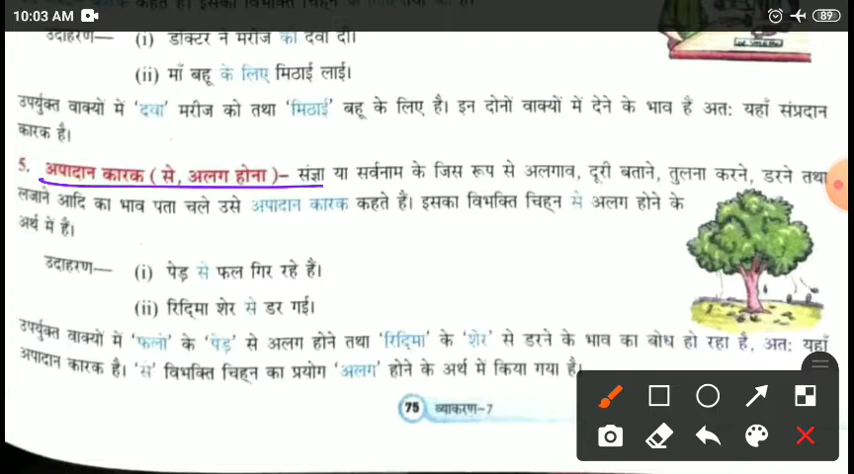 10:03 AM 89
उदाहरण— (i) डॉक्टर ने मरीज को दवा दी।
(ii) माँ बहू के लिए मिठाई लाई।
उपर्युक्त वाक्यों में 'दवा' मरीज को तथा 'मिठाई' बहू के लिए है। इन दोनों वाक्यों में देने के भाव हैं अत: यहाँ संप्रदान
कारक है।
5. अपादान कारक ( से, अलग होना )– संज्ञा या सर्वनाम के जिस रूप से अलगाव, दूरी बताने, तुलना करने, डरने तथा
लजाने आदि का भाव पता चले उसे अपादान कारक कहते हैं। इसका विभक्ति चिह्न से अलग होने के
अर्थ में है।
उदाहरण— (i) पेड़ से फल गिर रहे हैं।
(ii) रिद्‌मा शेर से डर गई।
उपर्युक्त वाक्यों में 'फलों' के 'पेड़' से अलग होने तथा 'रिद्‌मा' के 'शेर' से डरने के भाव का बोध हो रहा है, अत: यहाँ
अपादान कारक है। 'से' विभक्ति चिह्न का प्रयोग 'अलग' होने के अर्थ में किया गया है।
75 व्याकरण–7